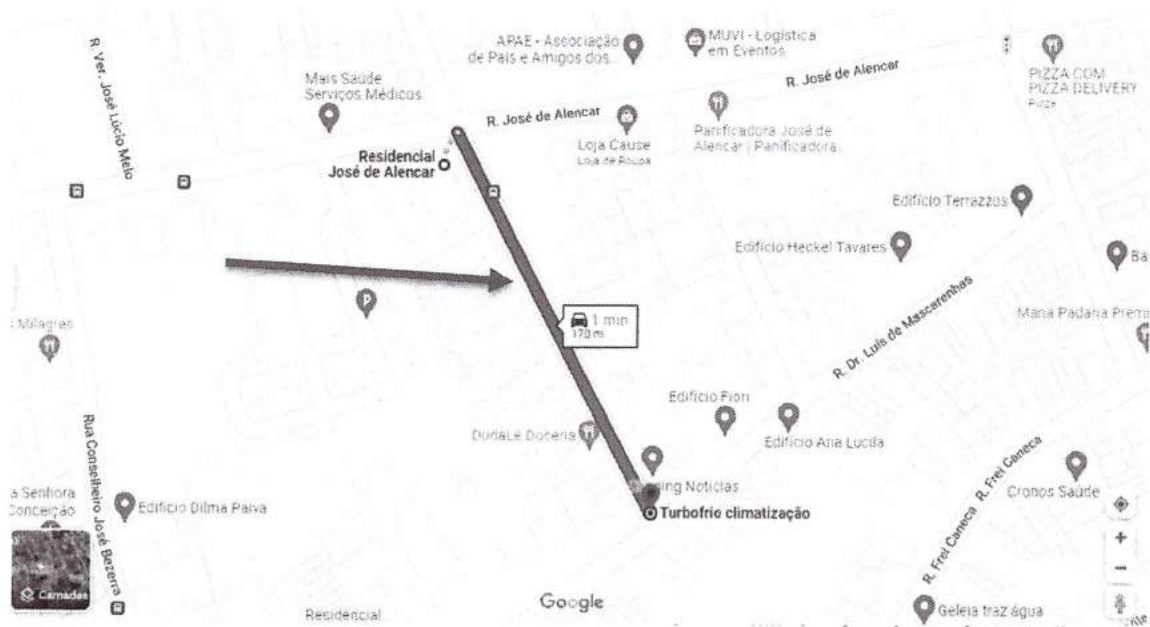 R. Ver. José Lúcio Melo
APAE - Associação
de Pais e Amigos dos...
MUVI - Logística
em Eventos
PIZZA COM
PIZZA DELIVERY
Pizza
Mais Saúde
Serviços Médicos
R. José de Alencar
R. José de Alencar
Loja Cause
Loja de Roupa
Panificadora José de
Alencar | Panificadora
Residencial
José de Alencar
Edifício Terrazzos
Edifício Heckel Tavares
P
Milagres
1 min
170 m
R. Dr. Luís de Mascarenhas
Maria Padaria Premi
Edifício Fiori
Edifício Ana Lucila
DunaLé Doceria
ning Notícias
Turbofrio climatização
Rua Conselheiro José Bezerra
a Senhora
Conceição
Edifício Dilma Paiva
R. Frei Caneca
R. Frei Caneca
Cronos Saúde
Camadas
Residencial
Google
Geleia traz água